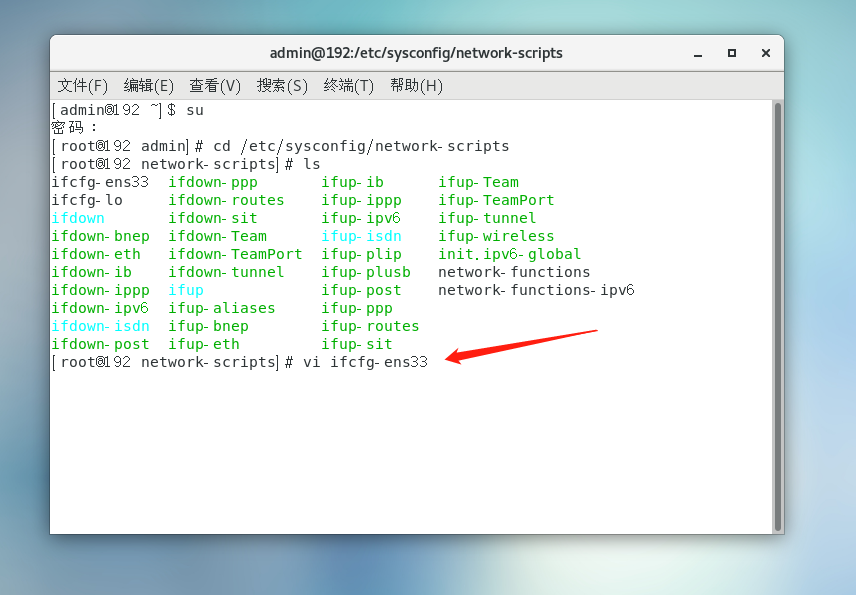 admin@192:/etc/sysconfig/network-scripts
文件(F) 编辑(E) 查看(V) 搜索(S) 终端(T) 帮助(H)
[admin@192 ~]$ su
密码：
[root@192 admin]# cd /etc/sysconfig/network-scripts
[root@192 network-scripts]# ls
ifcfg-ens33 ifdown-ppp ifup-ib ifup-Team
ifcfg-lo ifdown-routes ifup-ippp ifup-TeamPort
ifdown ifdown-sit ifup-ipv6 ifup-tunnel
ifdown-bnep ifdown-Team ifup-isdn ifup-wireless
ifdown-eth ifdown-TeamPort ifup-plip init.ipv6-global
ifdown-ib ifdown-tunnel ifup-plusb network-functions
ifdown-ippp ifup ifup-post network-functions-ipv6
ifdown-ipv6 ifup-aliases ifup-ppp
ifdown-isdn ifup-bnep ifup-routes
ifdown-post ifup-eth ifup-sit
[root@192 network-scripts]# vi ifcfg-ens33